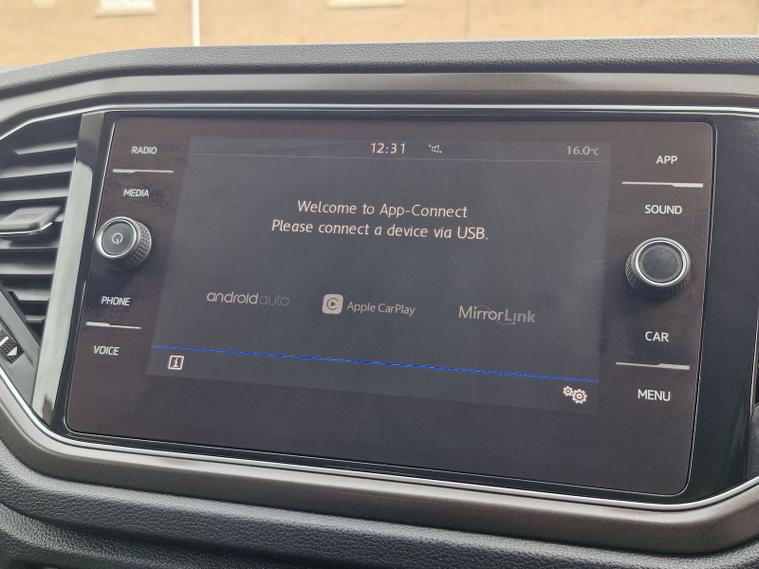 RADIO
MEDIA
PHONE
VOICE
12:31
16.0°C
Welcome to App-Connect
Please connect a device via USB.
androidauto
Apple CarPlay
MirrorLink
i
APP
SOUND
CAR
MENU